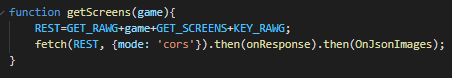 function getScreens(game){
    REST=GET_RAWG+game+GET_SCREENS+KEY_RAWG;
    fetch(REST, {mode: 'cors'}).then(onResponse).then(OnJsonImages);
}